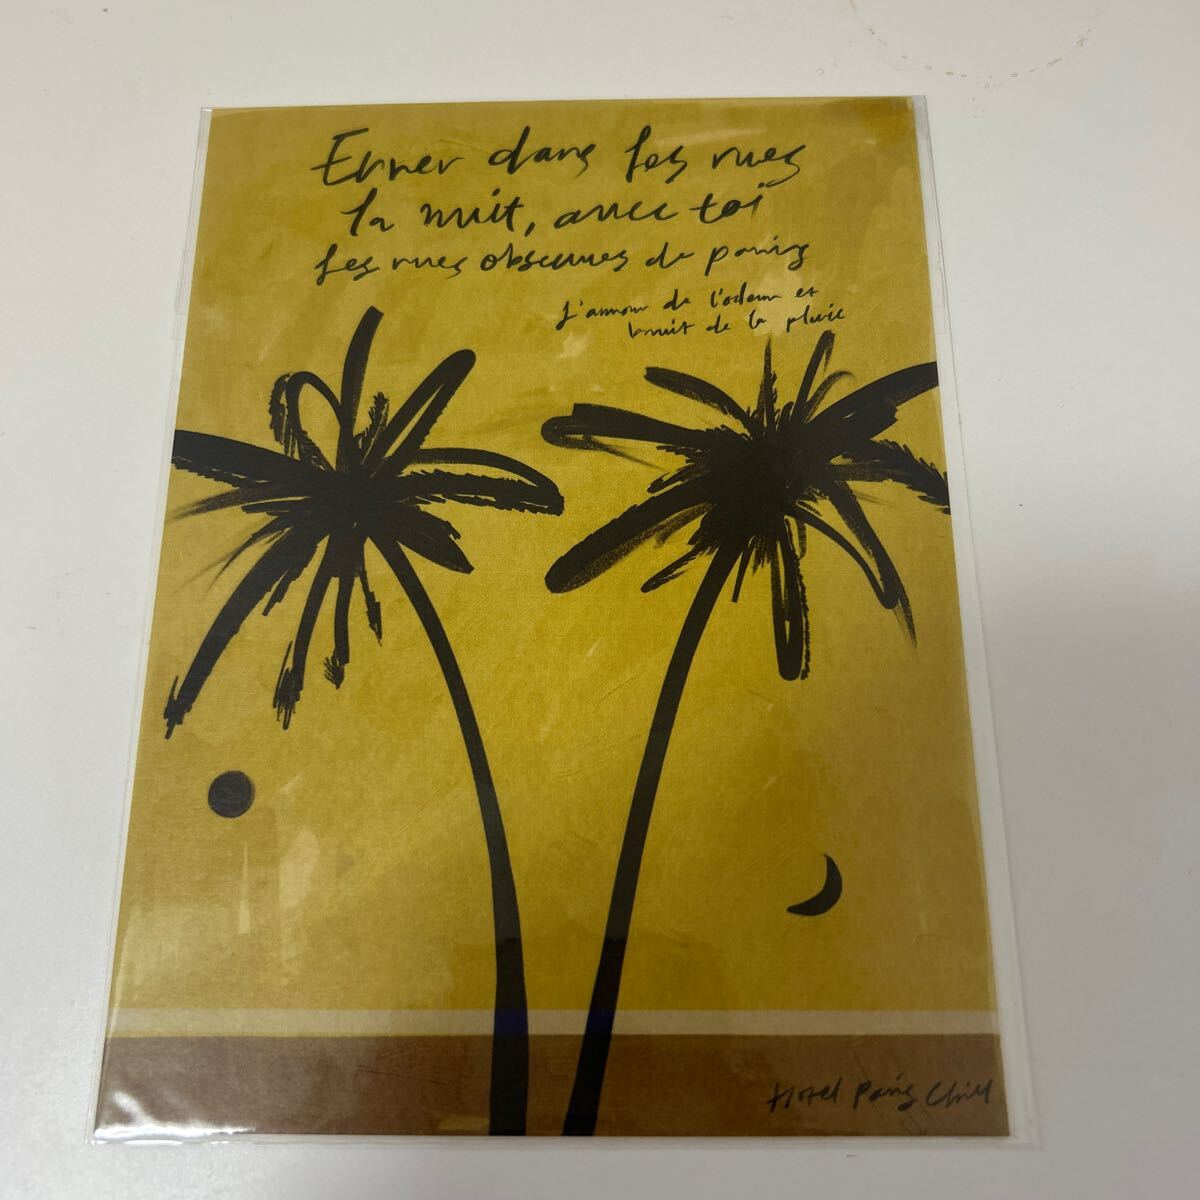 Errer dans les rues
la nuit, avec toi
les rues obscures de paris
L'amour de l'odeur et
bruit de la pluie
Hotel Paris Chill